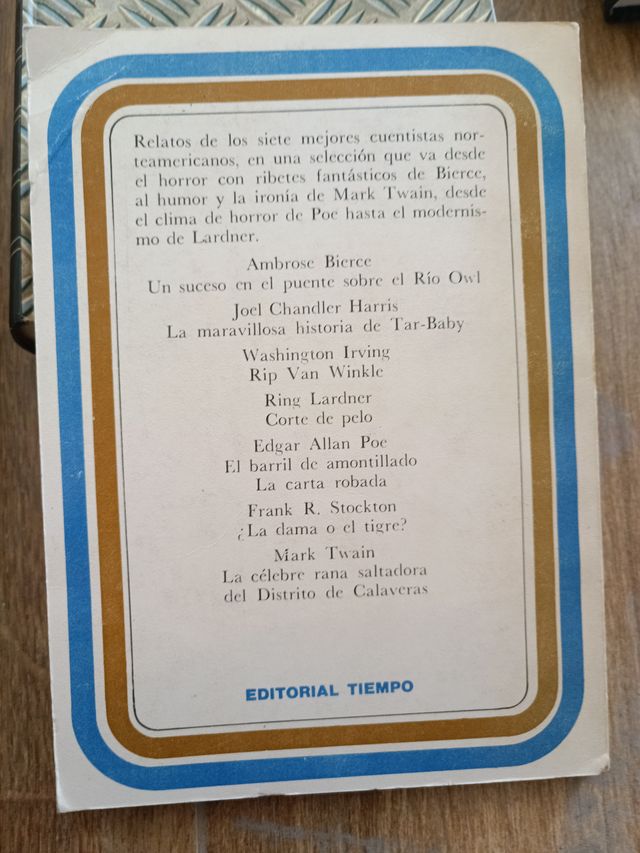 Relatos de los siete mejores cuentistas nor-
teamericanos, en una selección que va desde
el horror con ribetes fantásticos de Bierce,
al humor y la ironía de Mark Twain, desde
el clima de horror de Poe hasta el modernis-
mo de Lardner.
Ambrose Bierce
Un suceso en el puente sobre el Río Owl
Joel Chandler Harris
La maravillosa historia de Tar-Baby
Washington Irving
Rip Van Winkle
Ring Lardner
Corte de pelo
Edgar Allan Poe
El barril de amontillado
La carta robada
Frank R. Stockton
¿La dama o el tigre?
Mark Twain
La célebre rana saltadora
del Distrito de Calaveras
EDITORIAL TIEMPO